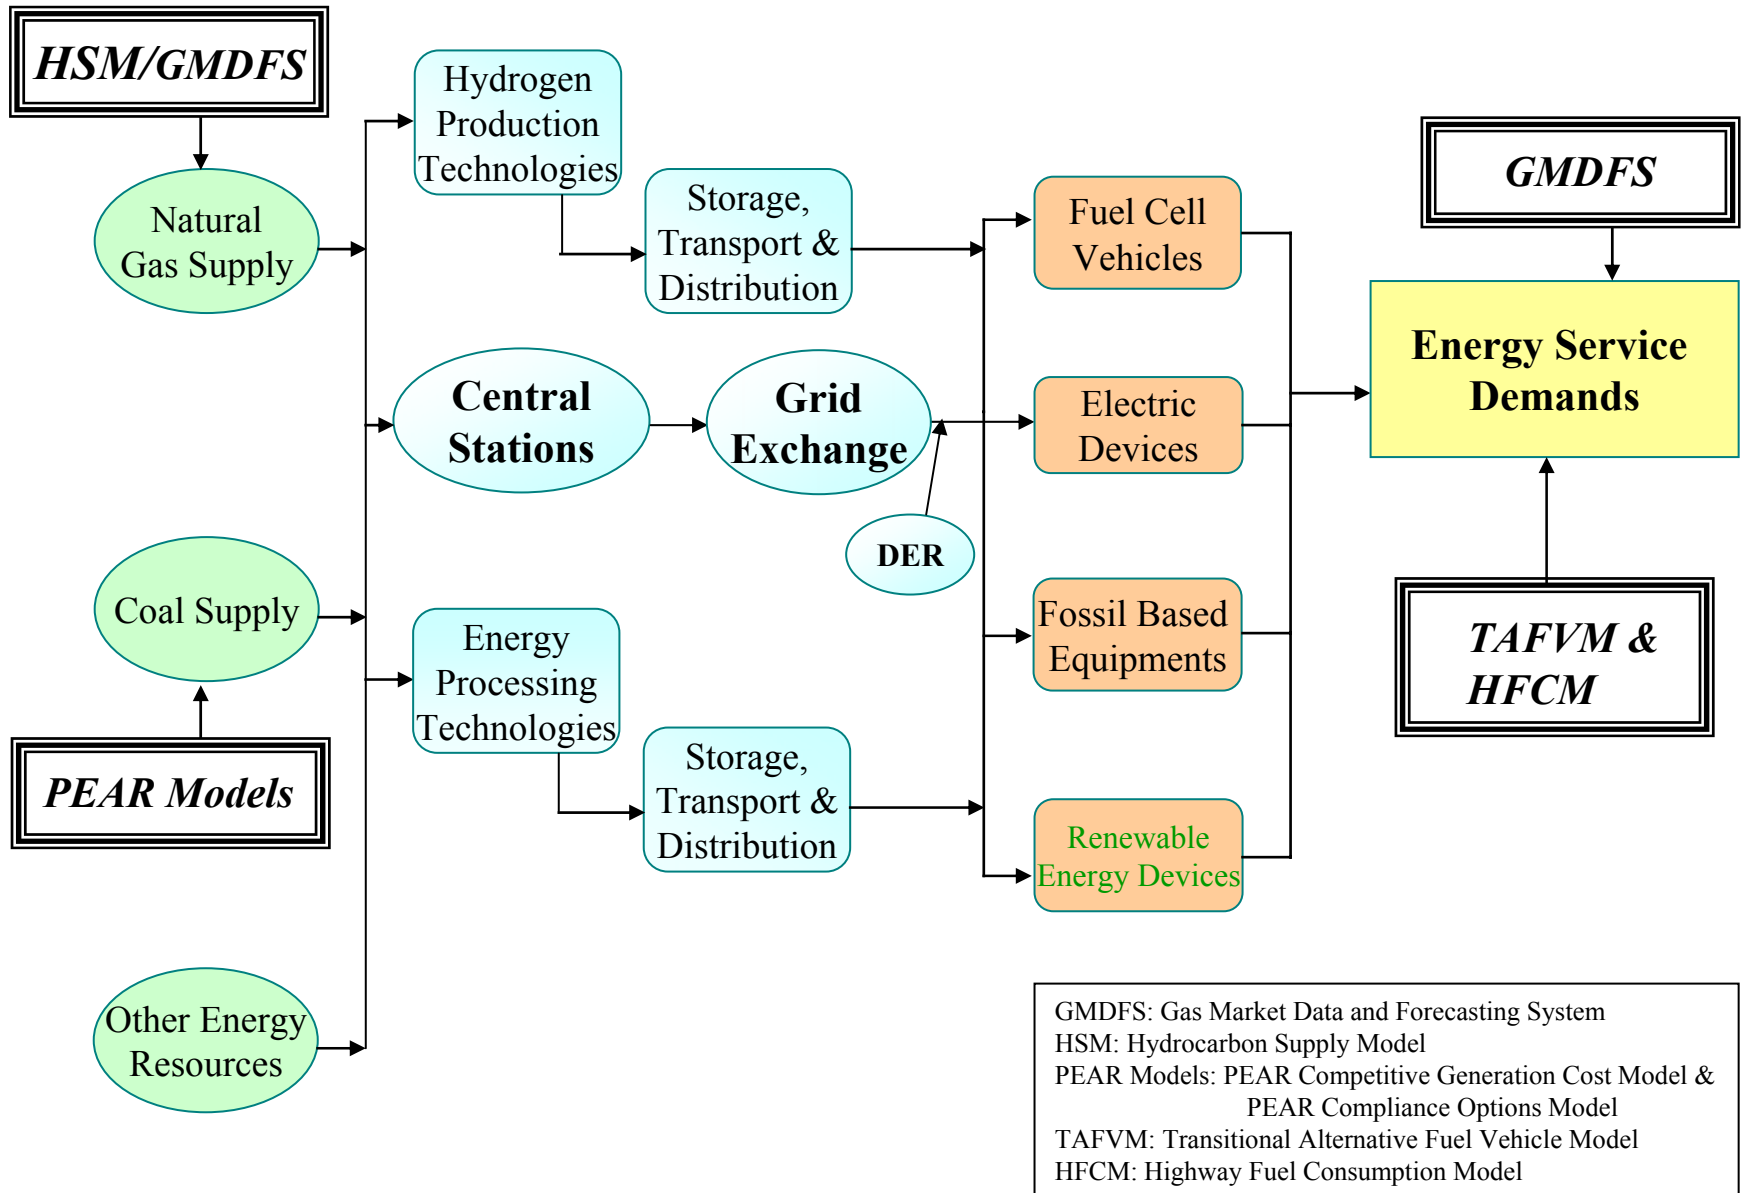 HSM/GMDFS
Natural
Gas Supply
Coal Supply
PEAR Models
Other Energy
Resources
Hydrogen
Production
Technologies
Storage,
Transport &
Distribution
Central
Stations
Grid
Exchange
DER
Energy
Processing
Technologies
Storage,
Transport &
Distribution
Fuel Cell
Vehicles
Electric
Devices
Fossil Based
Equipments
Renewable
Energy Devices
GMDFS
Energy Service
Demands
TAFVM &
HFCM
GMDFS: Gas Market Data and Forecasting System
HSM: Hydrocarbon Supply Model
PEAR Models: PEAR Competitive Generation Cost Model &
PEAR Compliance Options Model
TAFVM: Transitional Alternative Fuel Vehicle Model
HFCM: Highway Fuel Consumption Model